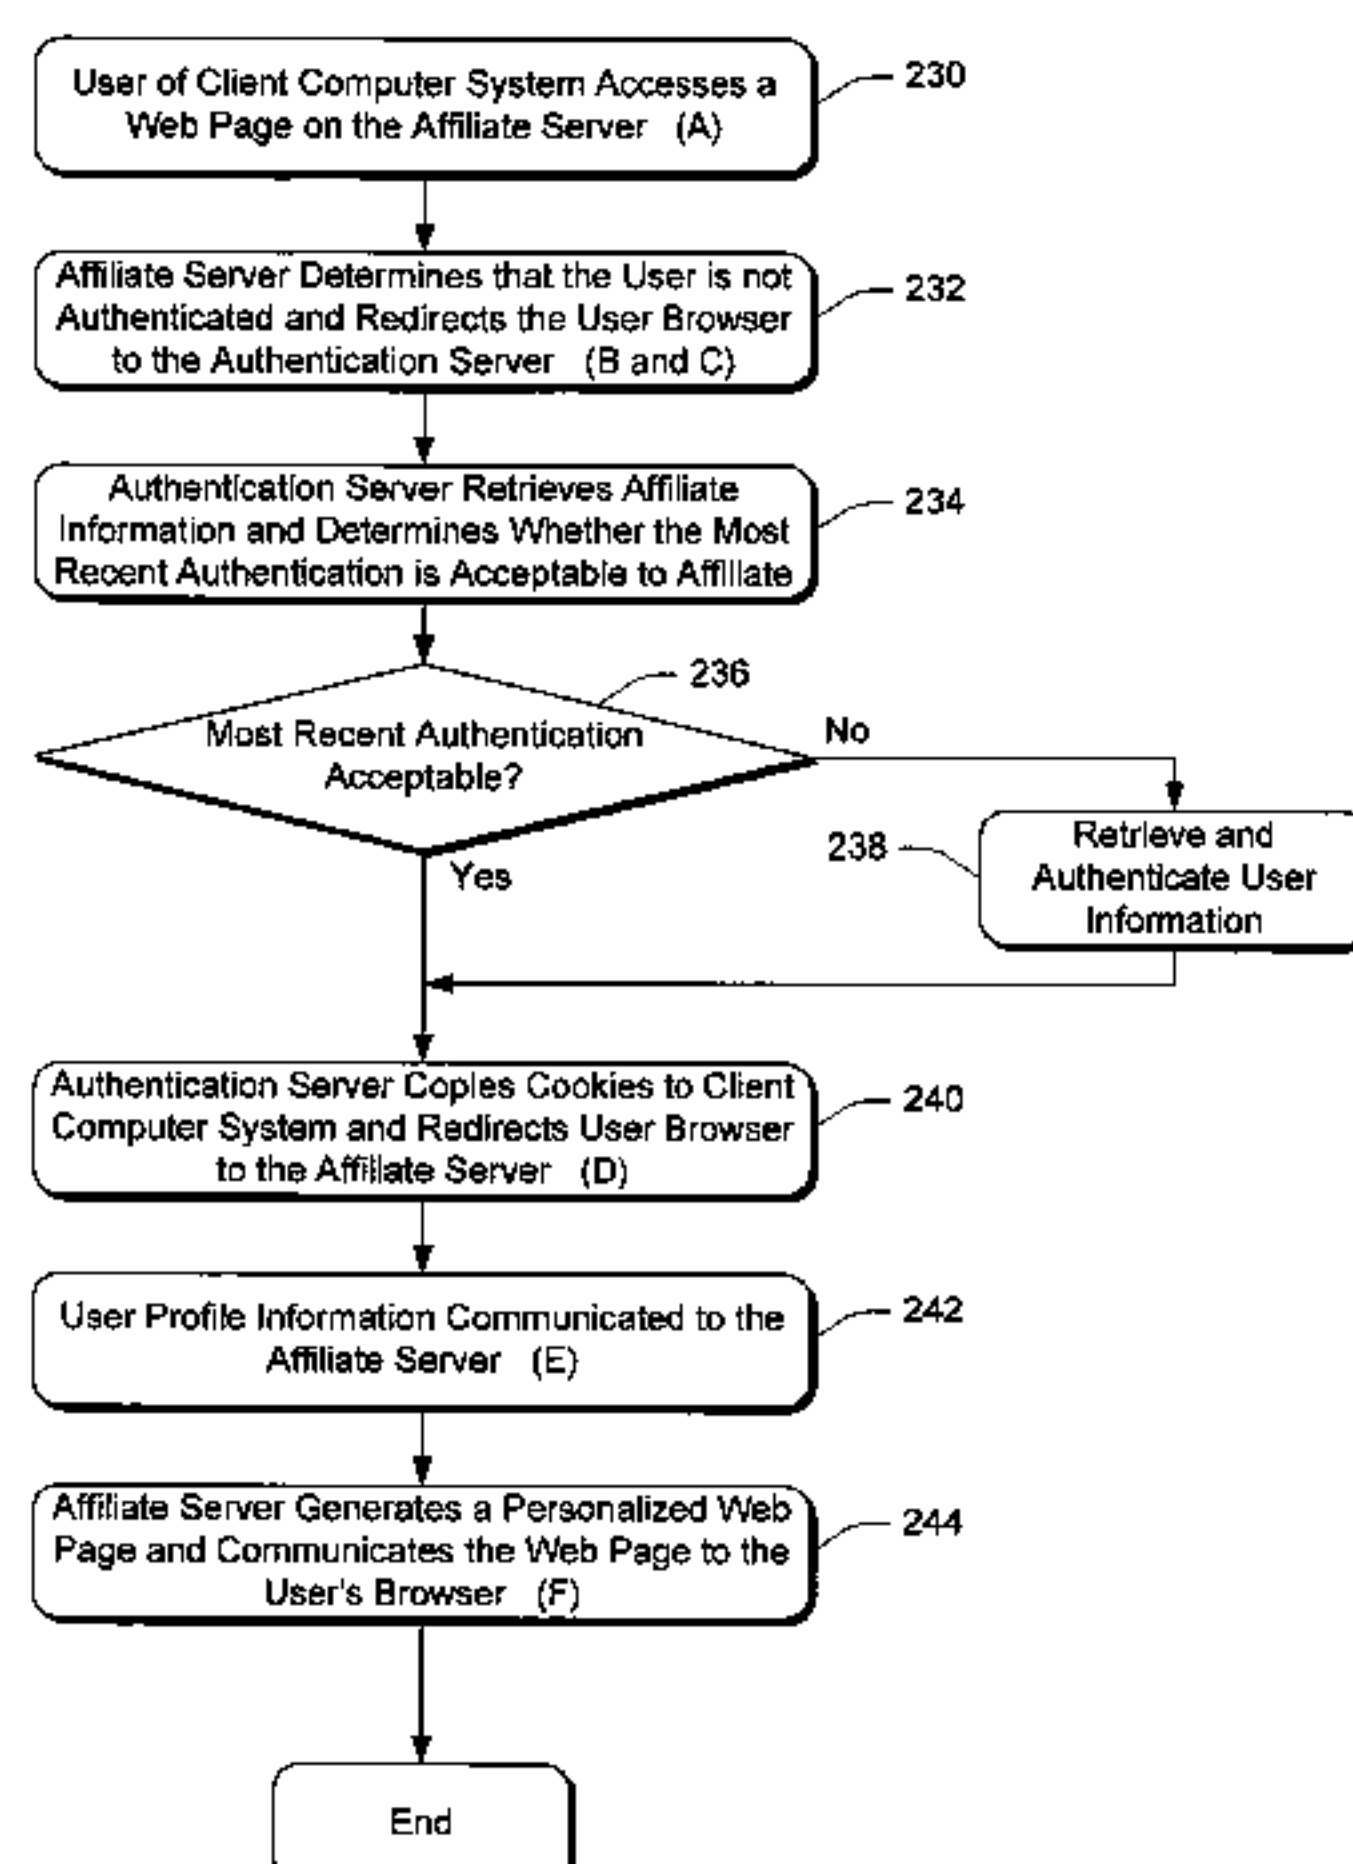 User of Client Computer System Accesses a
Web Page on the Affiliate Server (A)
230
Affiliate Server Determines that the User is not
Authenticated and Redirects the User Browser
to the Authentication Server (B and C)
232
Authentication Server Retrieves Affiliate
Information and Determines Whether the Most
Recent Authentication is Acceptable to Affiliate
234
236
Most Recent Authentication
Acceptable?
No
Yes
238
Retrieve and
Authenticate User
Information
Authentication Server Copies Cookies to Client
Computer System and Redirects User Browser
to the Affiliate Server (D)
240
User Profile Information Communicated to the
Affiliate Server (E)
242
Affiliate Server Generates a Personalized Web
Page and Communicates the Web Page to the
User's Browser (F)
244
End